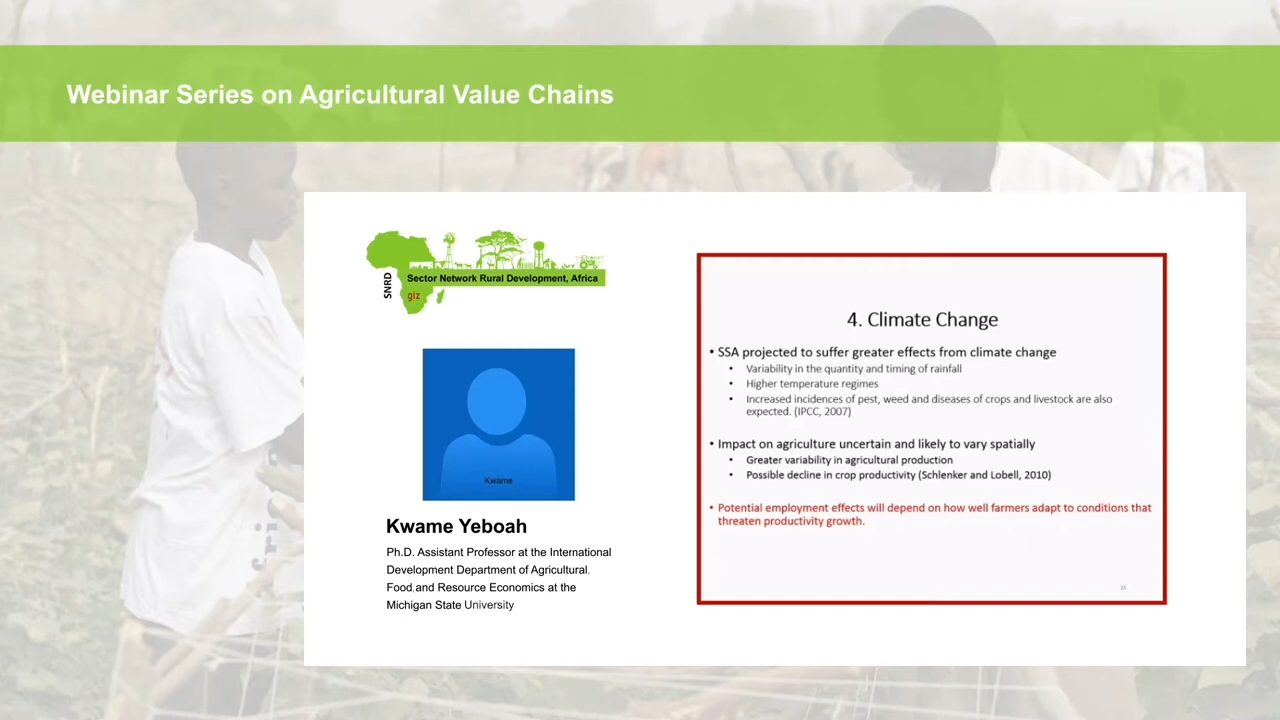 Webinar Series on Agricultural Value Chains
SNRD
Sector Network Rural Development, Africa
giz
Kwame
Kwame Yeboah
Ph.D. Assistant Professor at the International
Development Department of Agricultural.
Food and Resource Economics at the
Michigan State University
4. Climate Change
• SSA projected to suffer greater effects from climate change
• Variability in the quantity and timing of rainfall
• Higher temperature regimes
• Increased incidences of pest, weed and diseases of crops and livestock are also
expected. (IPCC, 2007)
• Impact on agriculture uncertain and likely to vary spatially
• Greater variability in agricultural production
• Possible decline in crop productivity (Schlenker and Lobell, 2010)
• Potential employment effects will depend on how well farmers adapt to conditions that
threaten productivity growth.